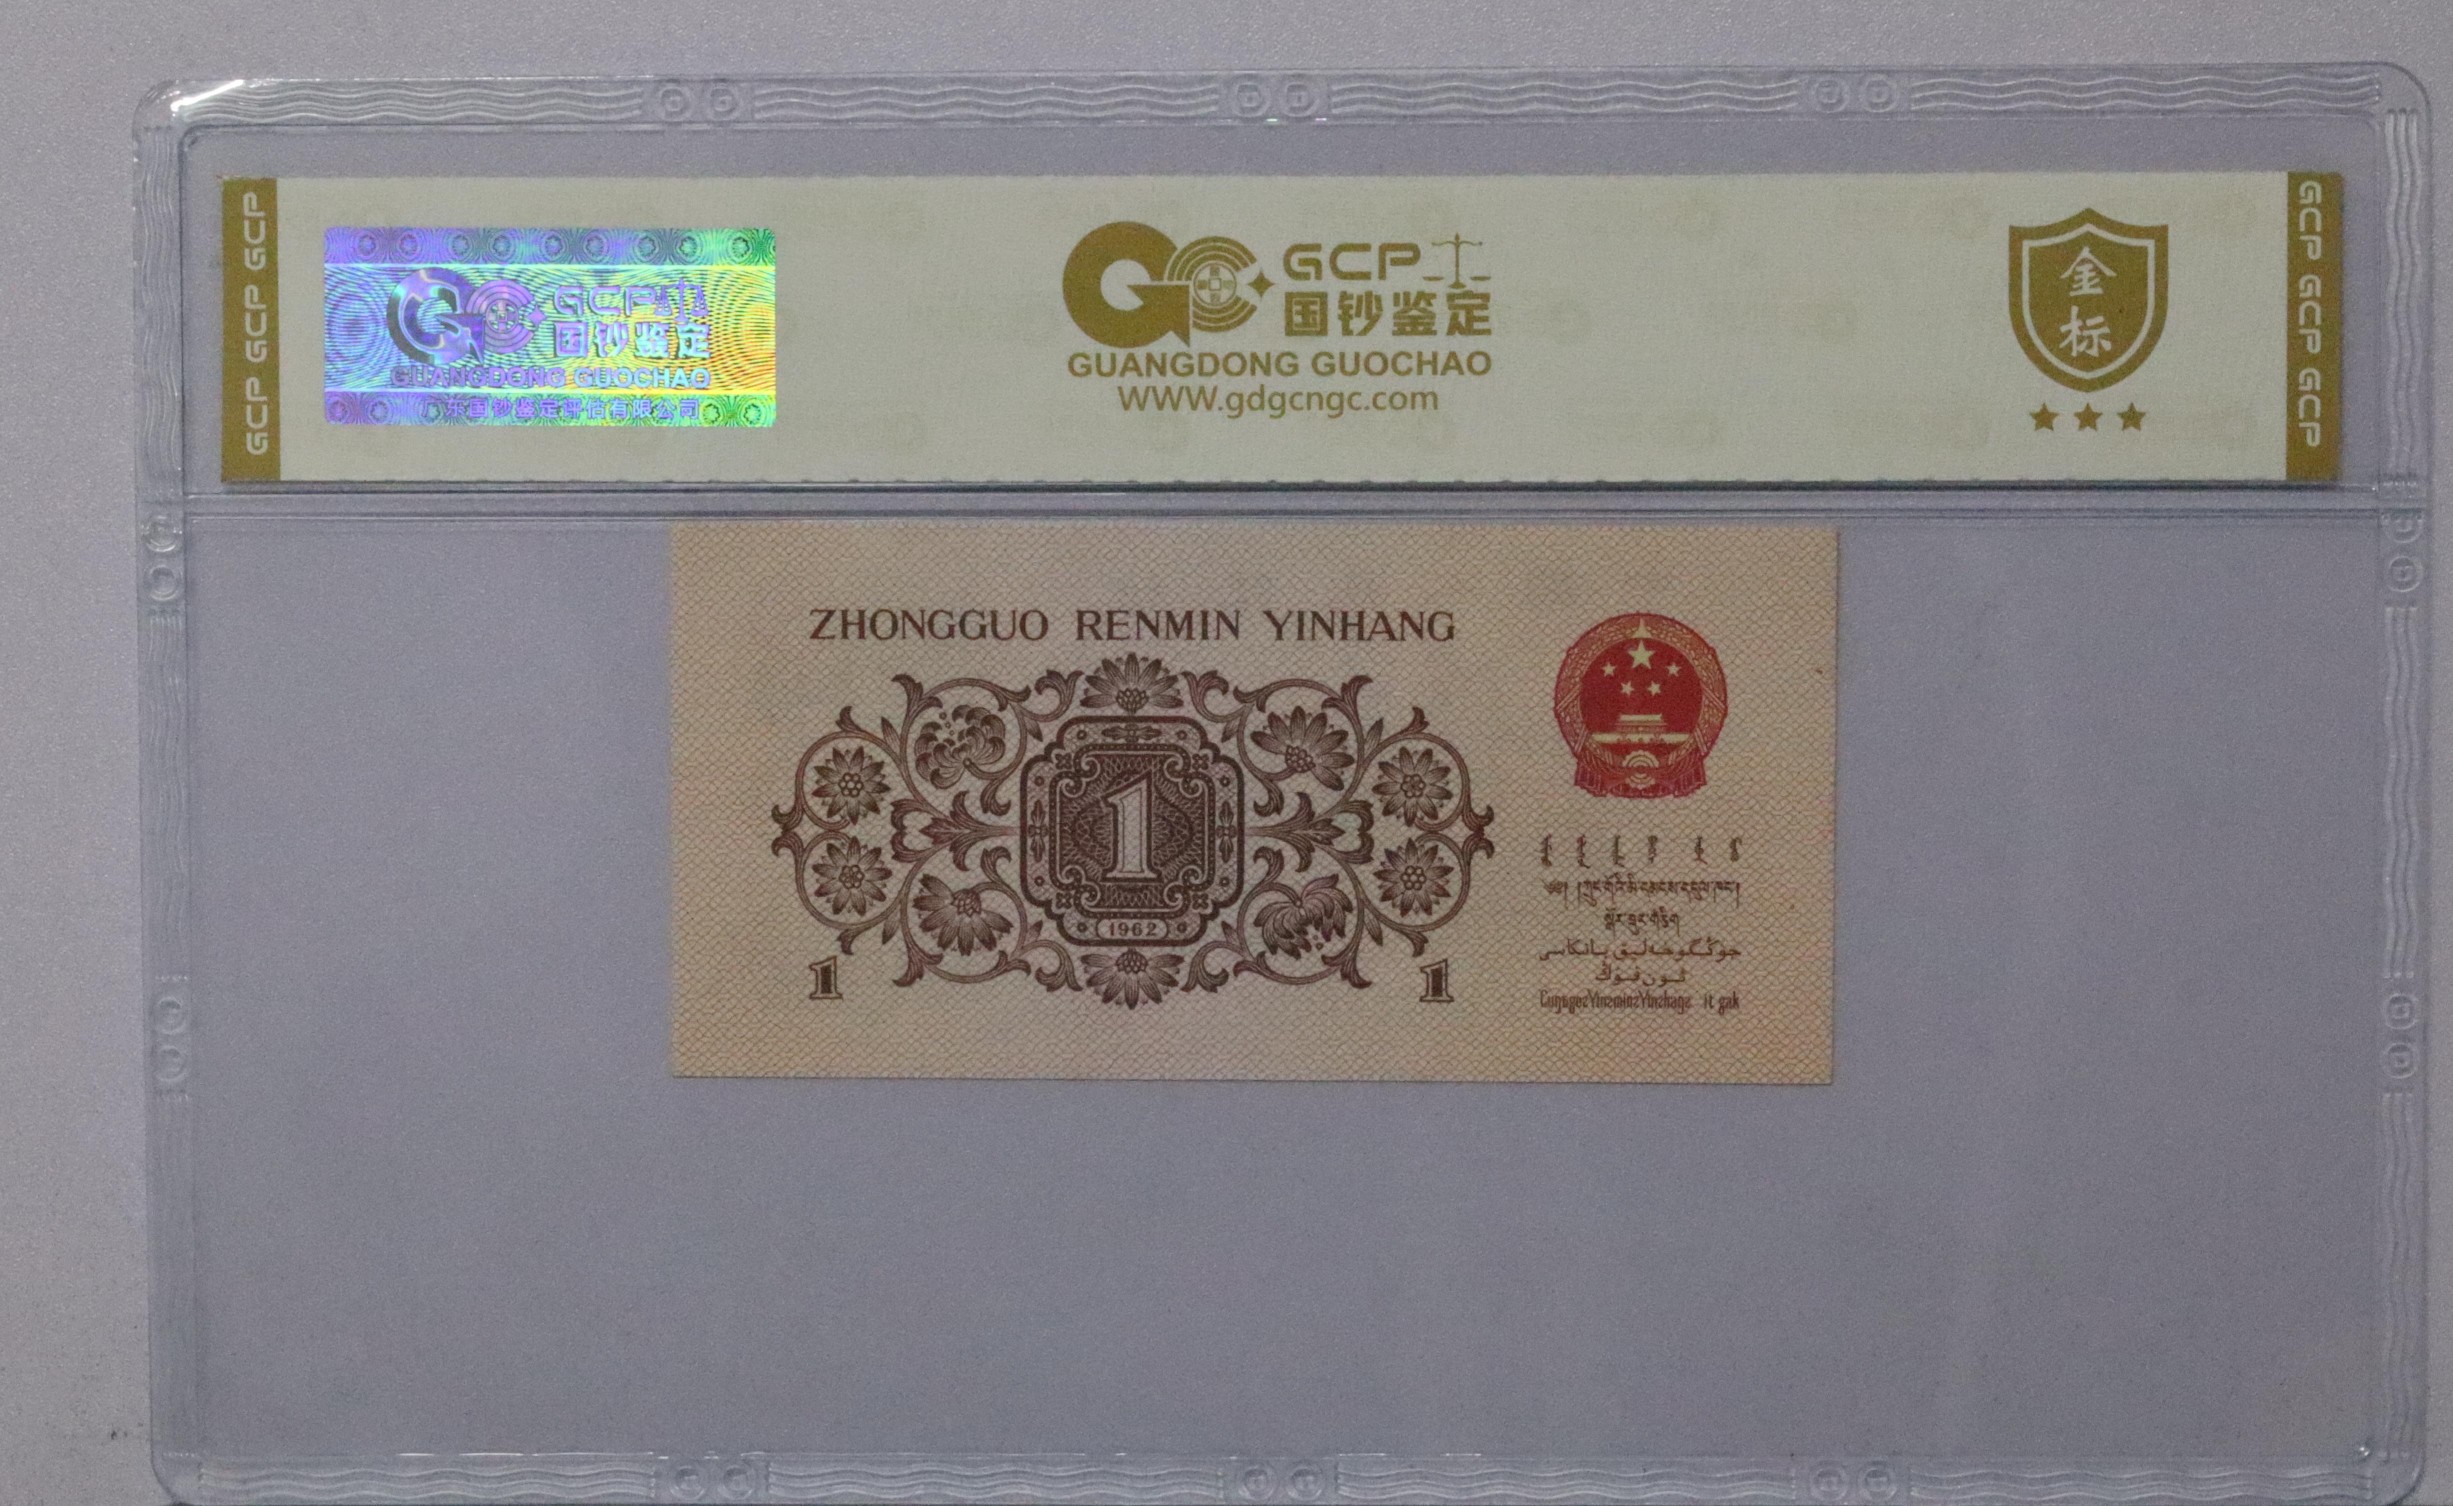 GCP GCP GCP
GCP
国钞鉴定
GUANGDONG GUOCHAO
广东国钞鉴定评估有限公司
GCP
国钞鉴定
GUANGDONG GUOCHAO
WWW.gdgcngc.com
金
标
GCP GCP GCP
ZHONGGUO RENMIN YINHANG
1
1962
1
1
جۇڭگوخەلىق بانكاسى